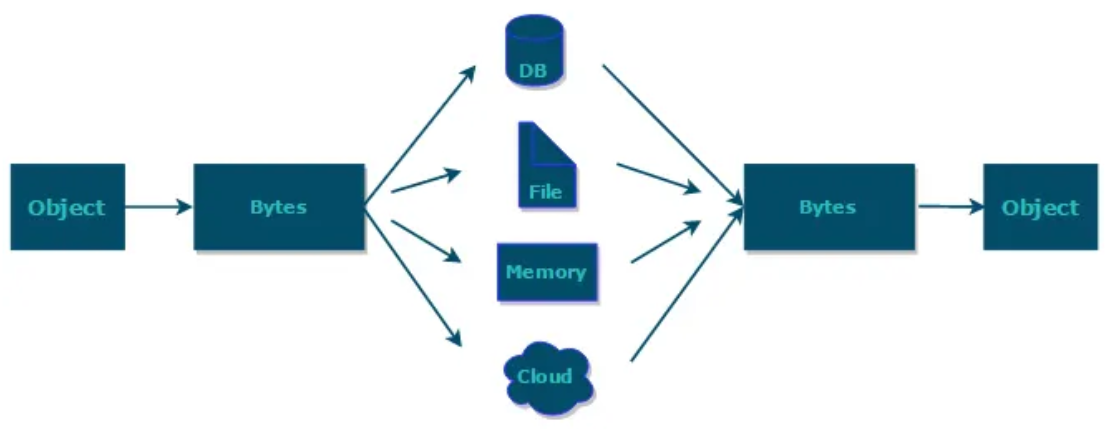 Object
Bytes
DB
File
Memory
Cloud
Bytes
Object